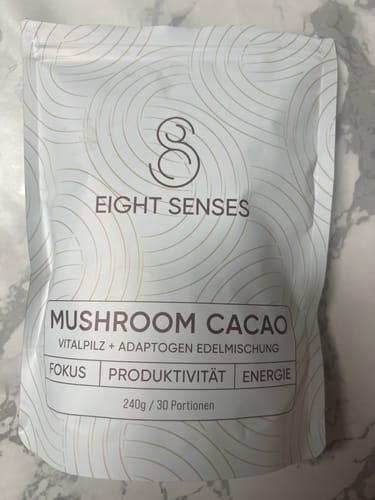 EIGHT SENSES
MUSHROOM CACAO
VITALPILZ + ADAPTOGEN EDELMISCHUNG
FOKUS PRODUKTIVITÄT ENERGIE
240g / 30 Portionen